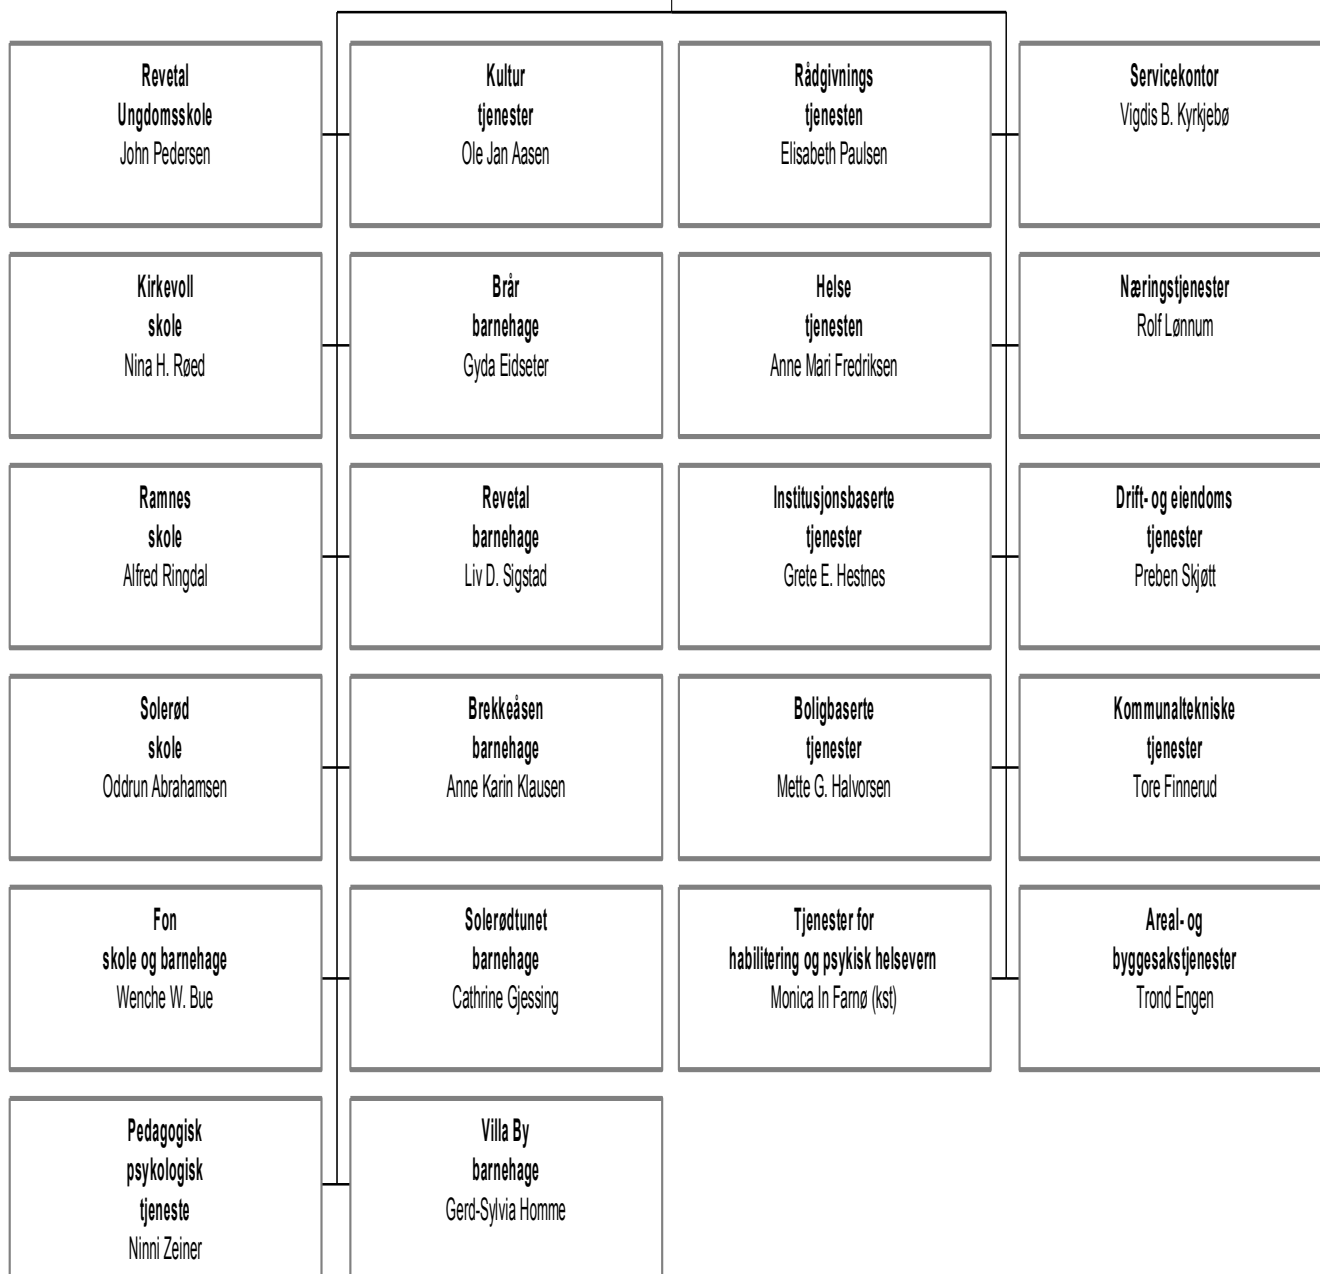 Revetal
Ungdomsskole
John Pedersen
Kultur
tjenester
Ole Jan Aasen
Rådgivnings
tjenesten
Elisabeth Paulsen
Servicekontor
Vigdis B. Kyrkjebø
Kirkevoll
skole
Nina H. Røed
Brår
barnehage
Gyda Eidseter
Helse
tjenesten
Anne Mari Fredriksen
Næringstjenester
Rolf Lønnum
Ramnes
skole
Alfred Ringdal
Revetal
barnehage
Liv D. Sigstad
Institusjonsbaserte
tjenester
Grete E. Hestnes
Drift- og eiendoms
tjenester
Preben Skjøtt
Solerød
skole
Oddrun Abrahamsen
Brekkeåsen
barnehage
Anne Karin Klausen
Boligbaserte
tjenester
Mette G. Halvorsen
Kommunaltekniske
tjenester
Tore Finnerud
Fon
skole og barnehage
Wenche W. Bue
Solerødtunet
barnehage
Cathrine Gjessing
Tjenester for
habilitering og psykisk helsevern
Monica In Farnø (kst)
Areal- og
byggesakstjenester
Trond Engen
Pedagogisk
psykologisk
tjeneste
Ninni Zeiner
Villa By
barnehage
Gerd-Sylvia Homme